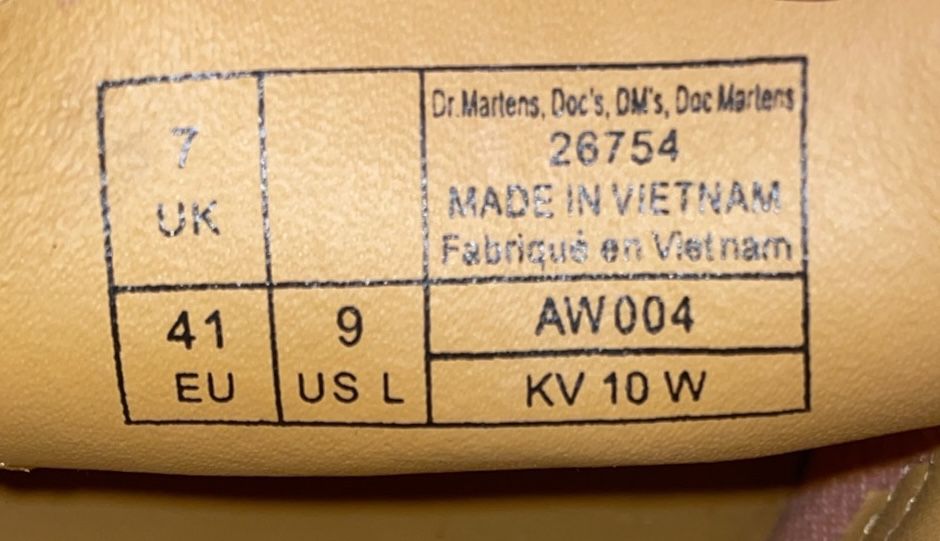 7
UK
Dr.Martens, Doc's, DM's, Doc Martens
26754
MADE IN VIETNAM
Fabriqué en Vietnam
41
EU
9
US L
AW004
KV 10 W